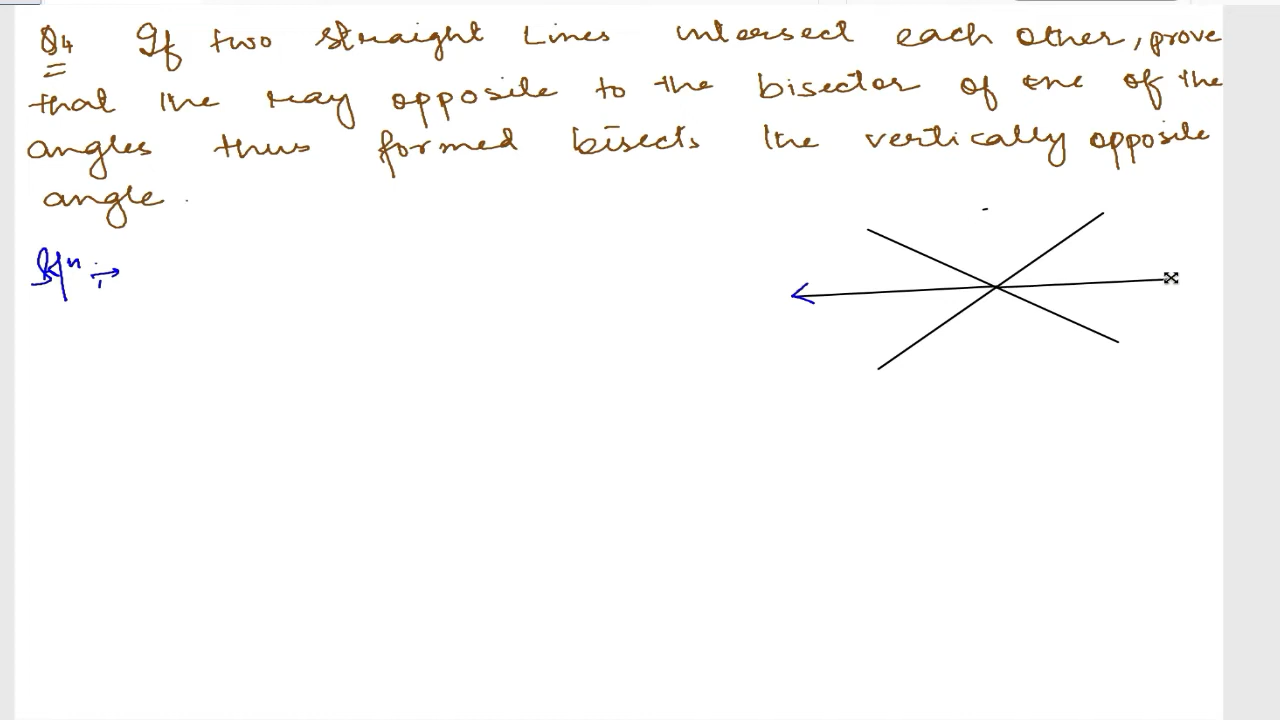 Q4 If two straight Lines intersect each other, prove
that the ray opposite to the bisector of one of the
angles thus formed bisects the vertically opposite
angle.
Sol^n :→